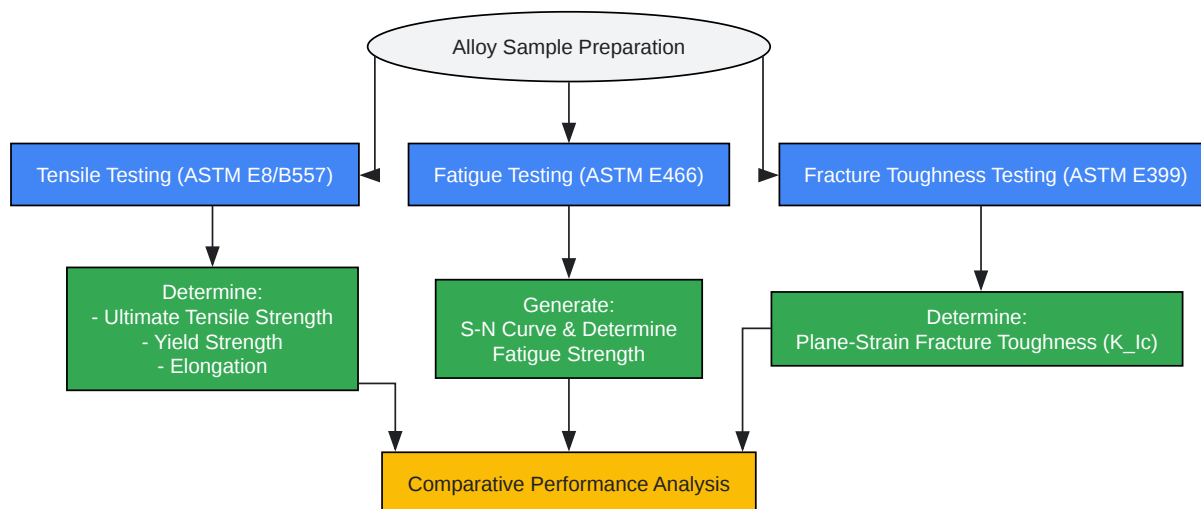 Alloy Sample Preparation
Tensile Testing (ASTM E8/B557)
Fatigue Testing (ASTM E466)
Fracture Toughness Testing (ASTM E399)
Determine:
- Ultimate Tensile Strength
- Yield Strength
- Elongation
Generate:
S-N Curve & Determine
Fatigue Strength
Determine:
Plane-Strain Fracture Toughness (K_Ic)
Comparative Performance Analysis